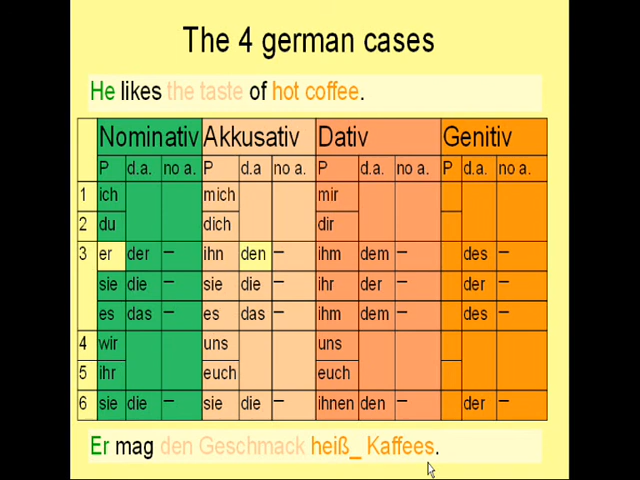 The 4 german cases
He likes the taste of hot coffee.
Nominativ Akkusativ Dativ Genitiv
P d.a. no a. P d.a no a. P d.a. no a. P d.a. no a.
1 ich mich mir
2 du dich dir
3 er der – ihn den – ihm dem – des –
sie die – sie die – ihr der – der –
es das – es das – ihm dem – des –
4 wir uns uns
5 ihr euch euch
6 sie die – sie die – ihnen den – der –
Er mag den Geschmack heiß_ Kaffees.